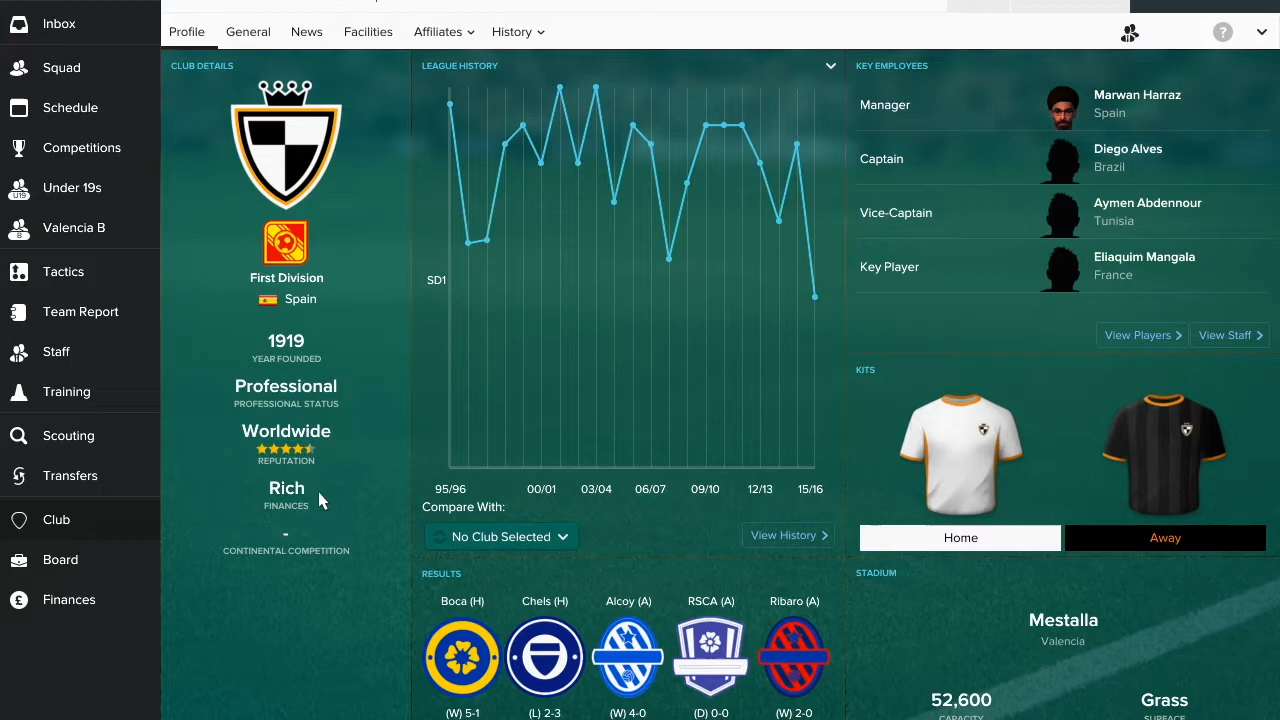 Inbox
Squad
Schedule
Competitions
Under 19s
Valencia B
Tactics
Team Report
Staff
Training
Scouting
Transfers
Club
Board
Finances
U19
B
Profile
General
News
Facilities
Affiliates
History
?
CLUB DETAILS
First Division
Spain
1919
YEAR FOUNDED
Professional
PROFESSIONAL STATUS
Worldwide
REPUTATION
Rich
FINANCES
-
CONTINENTAL COMPETITION
LEAGUE HISTORY
SD1
95/96 00/01 03/04 06/07 09/10 12/13 15/16
Compare With:
No Club Selected
View History
RESULTS
Boca (H) Chels (H) Alcoy (A) RSCA (A) Ribaro (A)
(W) 5-1 (L) 2-3 (W) 4-0 (D) 0-0 (W) 2-0
KEY EMPLOYEES
Manager
Marwan Harraz
Spain
Captain
Diego Alves
Brazil
Vice-Captain
Aymen Abdennour
Tunisia
Key Player
Eliaquim Mangala
France
View Players
View Staff
KITS
Home
Away
STADIUM
Mestalla
Valencia
52,600
CAPACITY
Grass
SURFACE